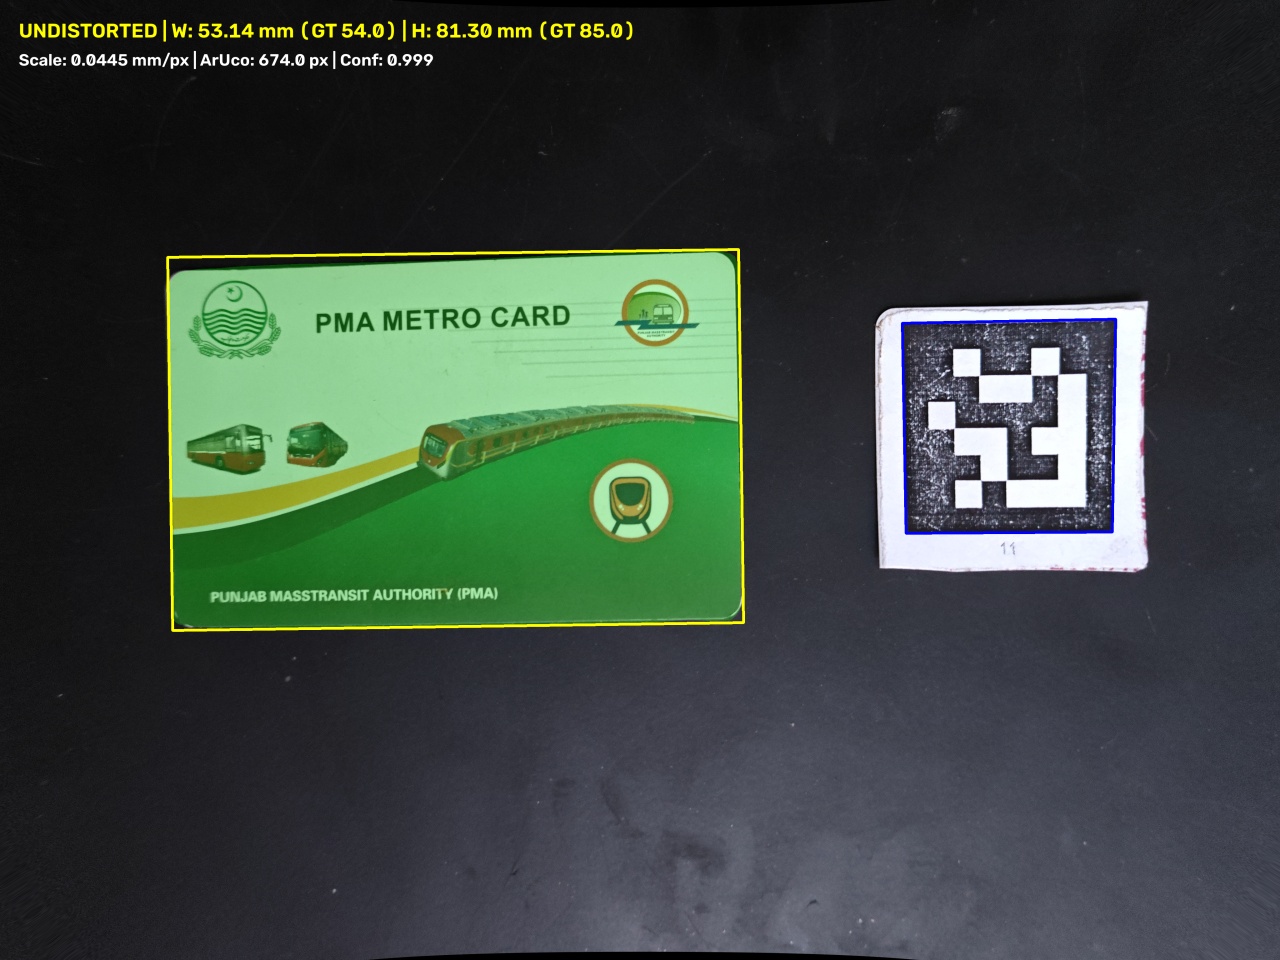 UNDISTORTED | W: 53.14 mm (GT 54.0) | H: 81.30 mm (GT 85.0)
Scale: 0.0445 mm/px | ArUco: 674.0 px | Conf: 0.999
PMA METRO CARD
PUNJAB MASSTRANSIT AUTHORITY (PMA)
11